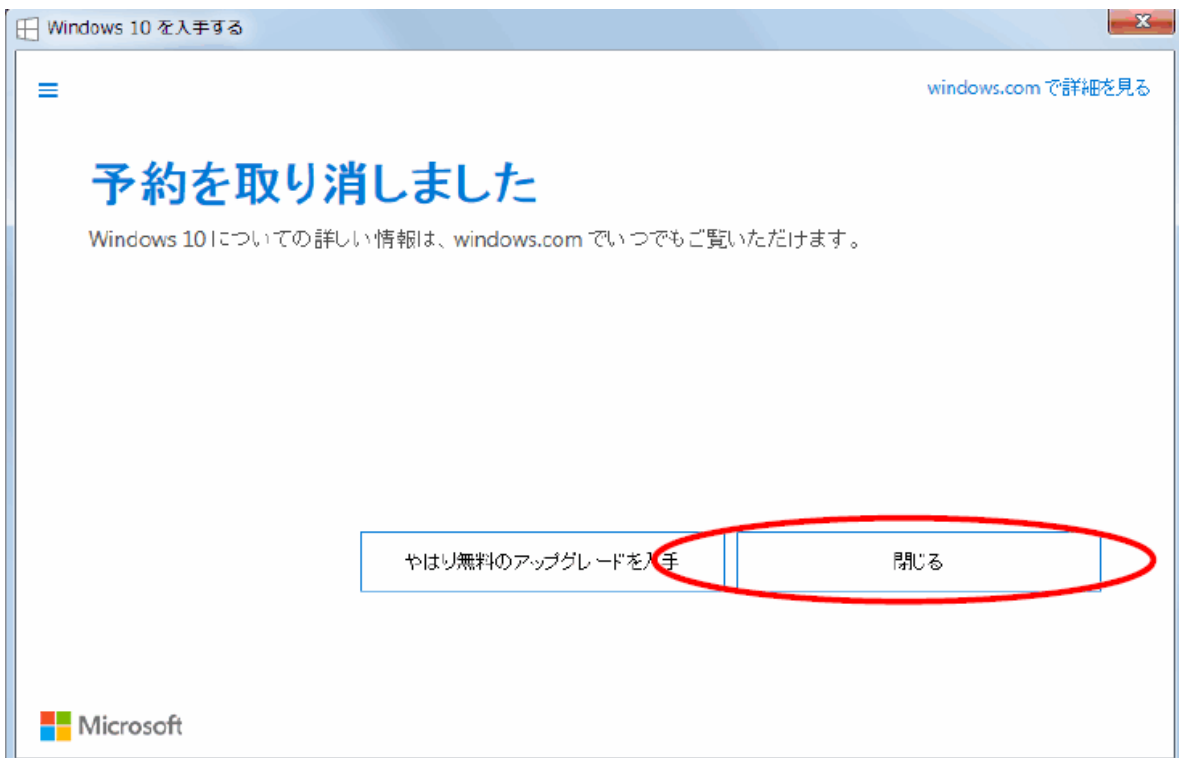 Windows 10 を入手する
windows.com で詳細を見る
予約を取り消しました
Windows 10 についての詳しい情報は、windows.com でいつでもご覧いただけます。
やはり無料のアップグレードを入手
閉じる
Microsoft